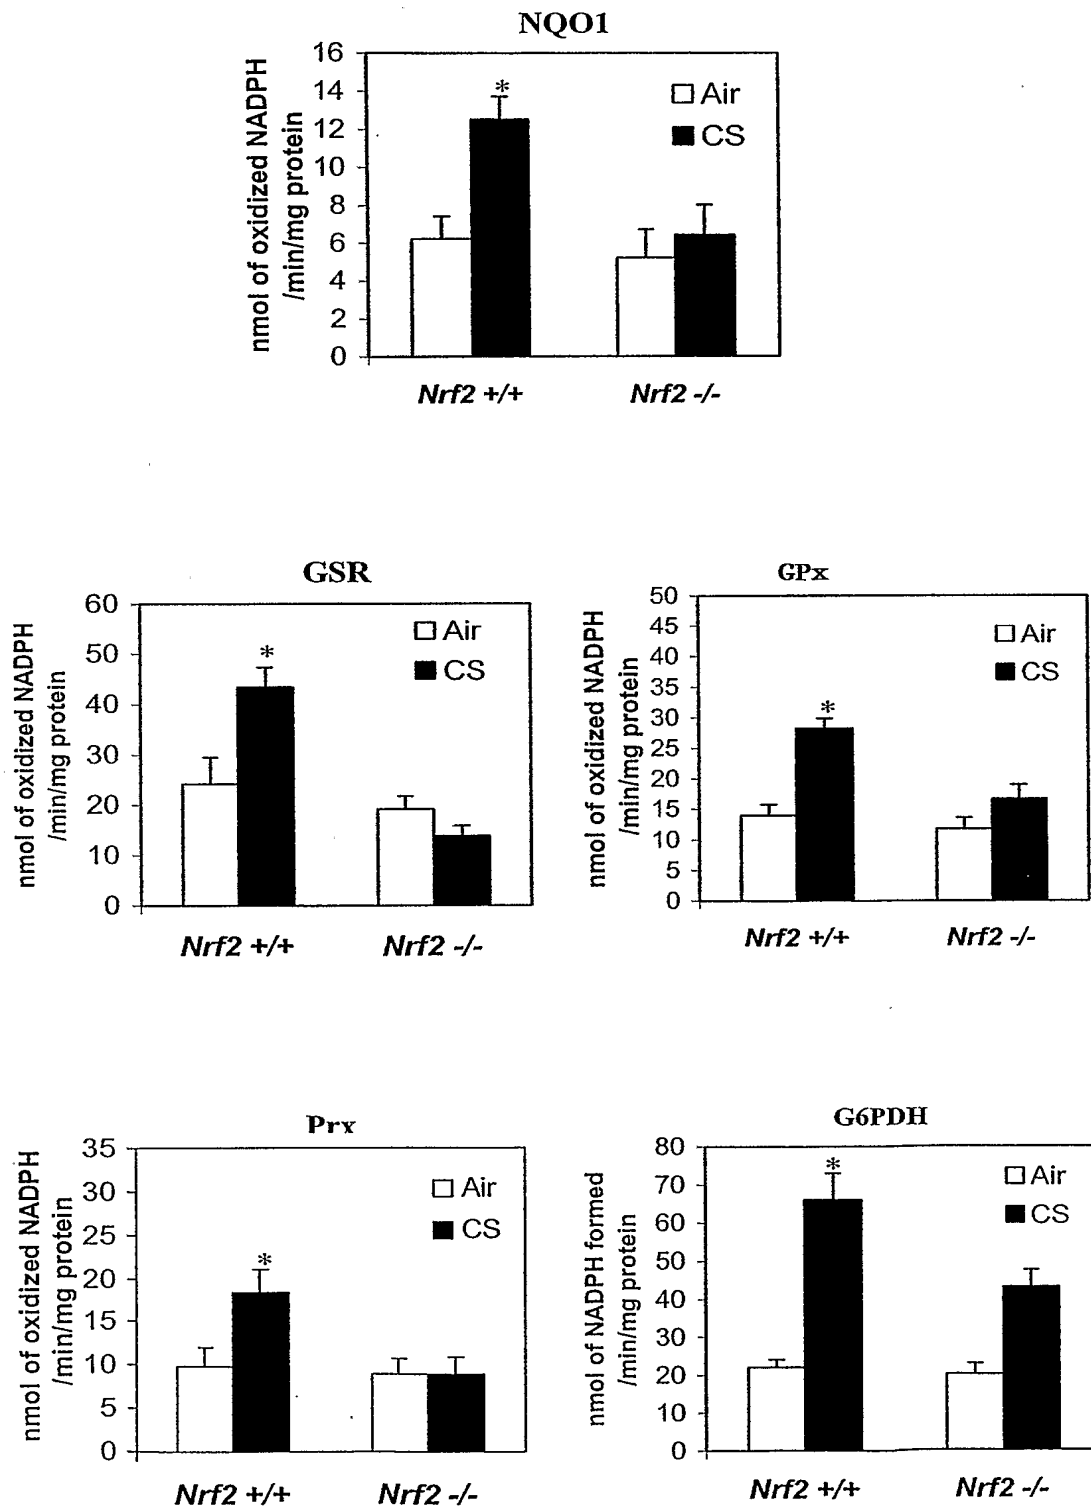 NQO1
nmol of oxidized NADPH
/min/mg protein
16
14
12
10
8
6
4
2
0
*
Air
CS
Nrf2 +/+
Nrf2 -/-
GSR
nmol of oxidized NADPH
/min/mg protein
60
50
40
30
20
10
0
*
Air
CS
Nrf2 +/+
Nrf2 -/-
GPx
nmol of oxidized NADPH
/min/mg protein
50
45
40
35
30
25
20
15
10
5
0
*
Air
CS
Nrf2 +/+
Nrf2 -/-
Prx
nmol of oxidized NADPH
/min/mg protein
35
30
25
20
15
10
5
0
*
Air
CS
Nrf2 +/+
Nrf2 -/-
G6PDH
nmol of NADPH formed
/min/mg protein
80
70
60
50
40
30
20
10
0
*
Air
CS
Nrf2 +/+
Nrf2 -/-